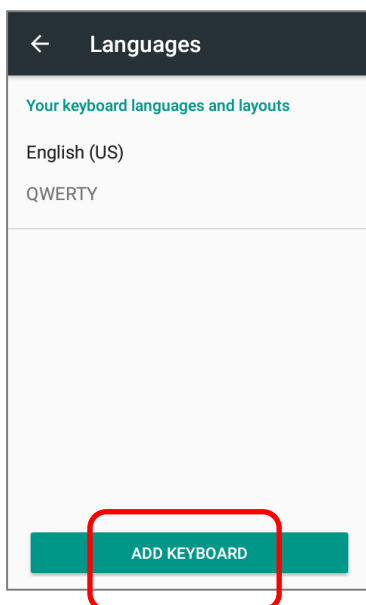 Languages
Your keyboard languages and layouts
English (US)
QWERTY
ADD KEYBOARD